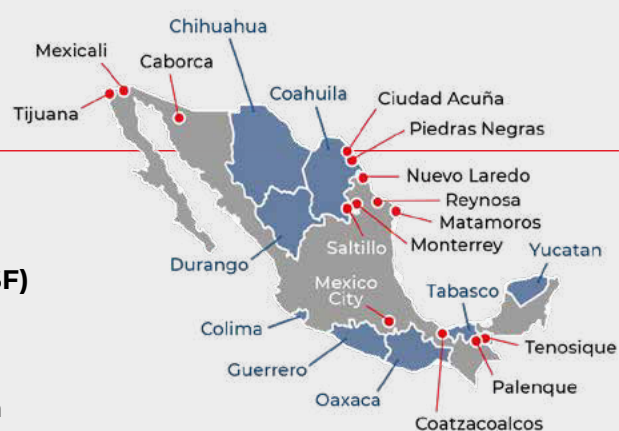 Chihuahua
Mexicali
Caborca
Coahuila
Ciudad Acuña
Tijuana
Piedras Negras
Nuevo Laredo
Reynosa
Matamoros
Saltillo
Monterrey
Durango
Yucatan
F)
Mexico
City
Tabasco
Colima
Tenosique
Guerrero
Palenque
Oaxaca
Coatzacoalcos